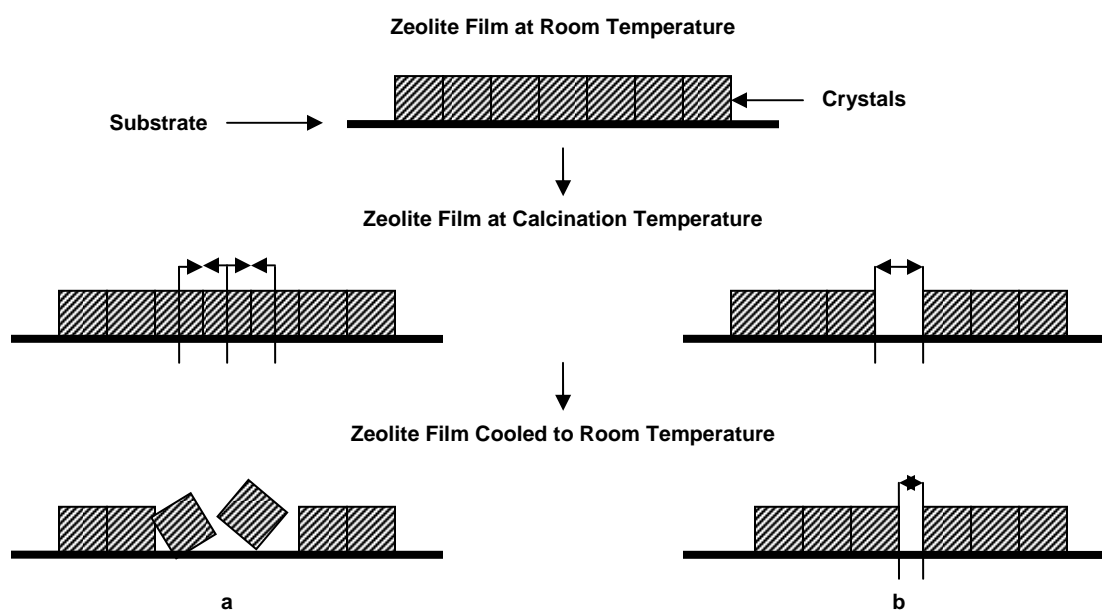 Zeolite Film at Room Temperature
Crystals
Substrate
Zeolite Film at Calcination Temperature
Zeolite Film Cooled to Room Temperature
a
b